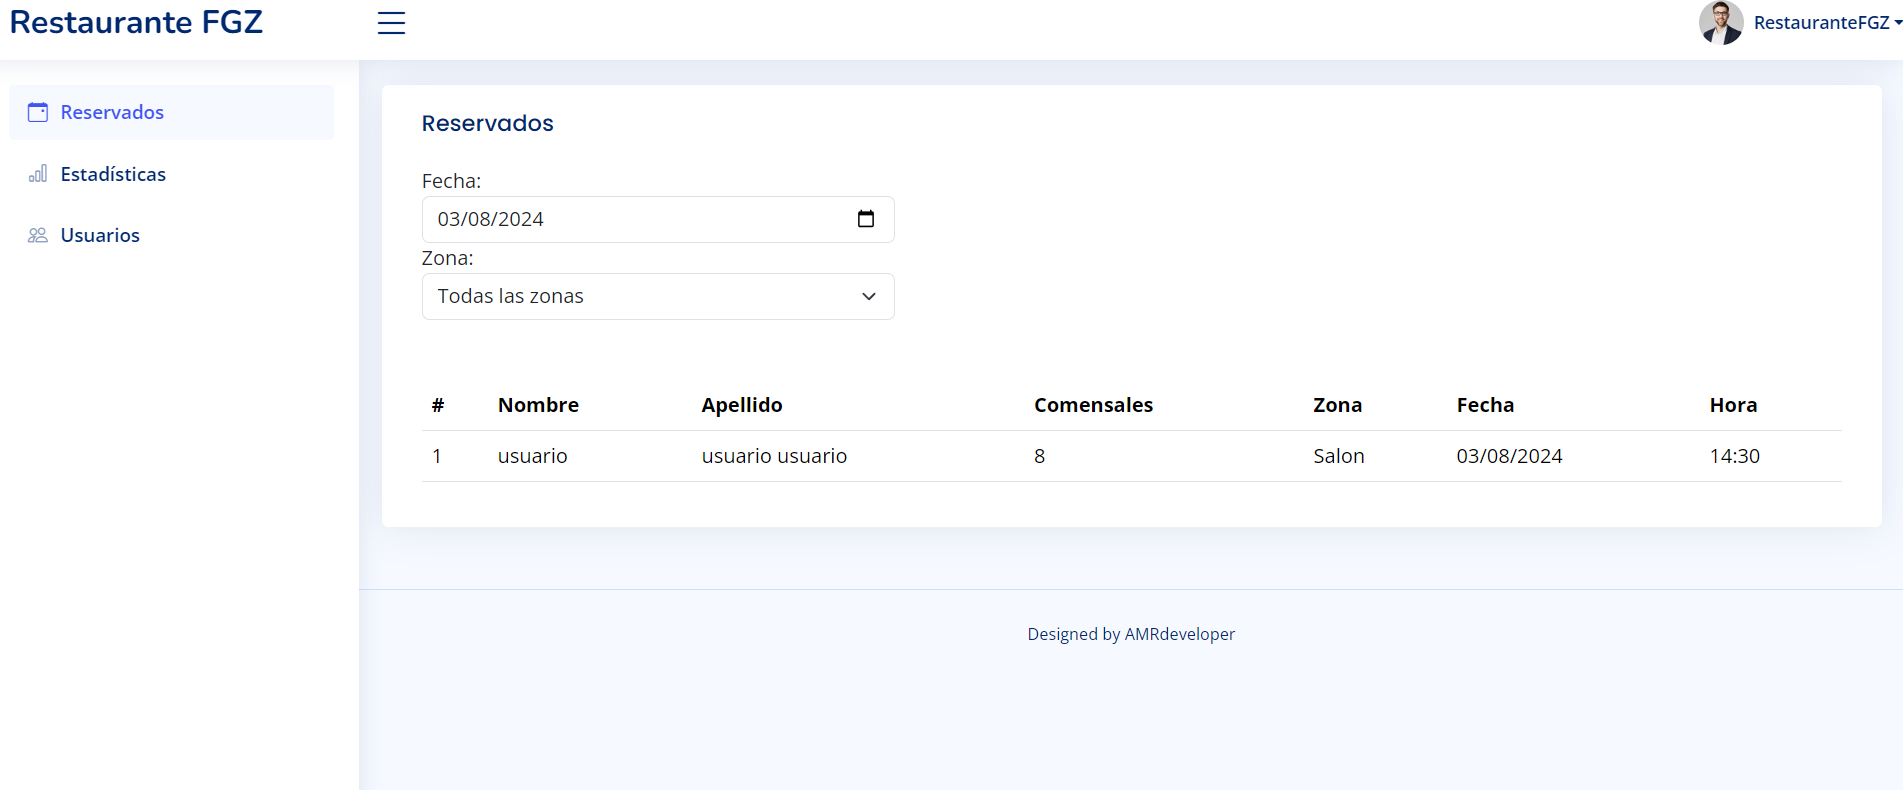 Restaurante FGZ
RestauranteFGZ
Reservados
Estadísticas
Usuarios
Reservados
Fecha:
03/08/2024
Zona:
Todas las zonas
# Nombre Apellido Comensales Zona Fecha Hora
1 usuario usuario usuario 8 Salon 03/08/2024 14:30
Designed by AMRdeveloper